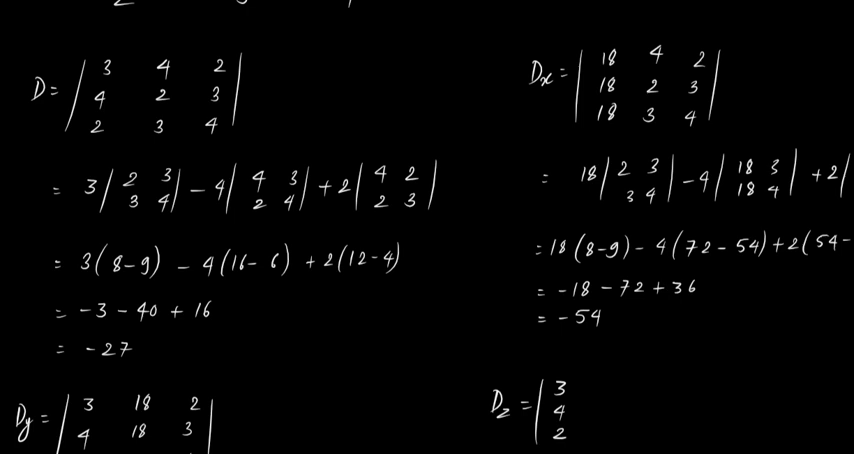 D = | 3 4 2 |
| 4 2 3 |
| 2 3 4 |
= 3 | 2 3 | - 4 | 4 3 | + 2 | 4 2 |
| 3 4 | | 2 4 | | 2 3 |
= 3(8-9) - 4(16-6) + 2(12-4)
= -3 - 40 + 16
= -27
Dx = | 18 4 2 |
| 18 2 3 |
| 18 3 4 |
= 18 | 2 3 | - 4 | 18 3 | + 2 |
| 3 4 | | 18 4 |
= 18(8-9) - 4(72-54) + 2(54-
= -18 - 72 + 36
= -54
Dy = | 3 18 2 |
| 4 18 3 |
Dz = | 3
| 4
| 2